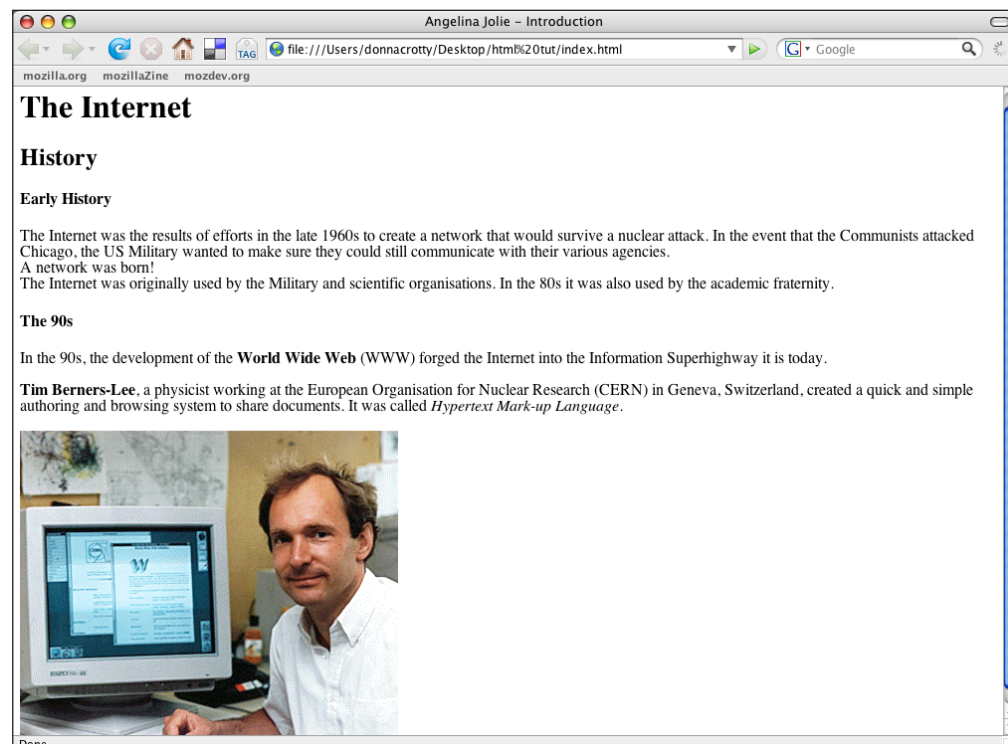 Angelina Jolie – Introduction
TAG
file:///Users/donnacrotty/Desktop/html%20tut/index.html
G
Google
mozilla.org mozillaZine mozdev.org
The Internet
History
Early History
The Internet was the results of efforts in the late 1960s to create a network that would survive a nuclear attack. In the event that the Communists attacked
Chicago, the US Military wanted to make sure they could still communicate with their various agencies.
A network was born!
The Internet was originally used by the Military and scientific organisations. In the 80s it was also used by the academic fraternity.
The 90s
In the 90s, the development of the World Wide Web (WWW) forged the Internet into the Information Superhighway it is today.
Tim Berners-Lee, a physicist working at the European Organisation for Nuclear Research (CERN) in Geneva, Switzerland, created a quick and simple
authoring and browsing system to share documents. It was called Hypertext Mark-up Language.
W
Done